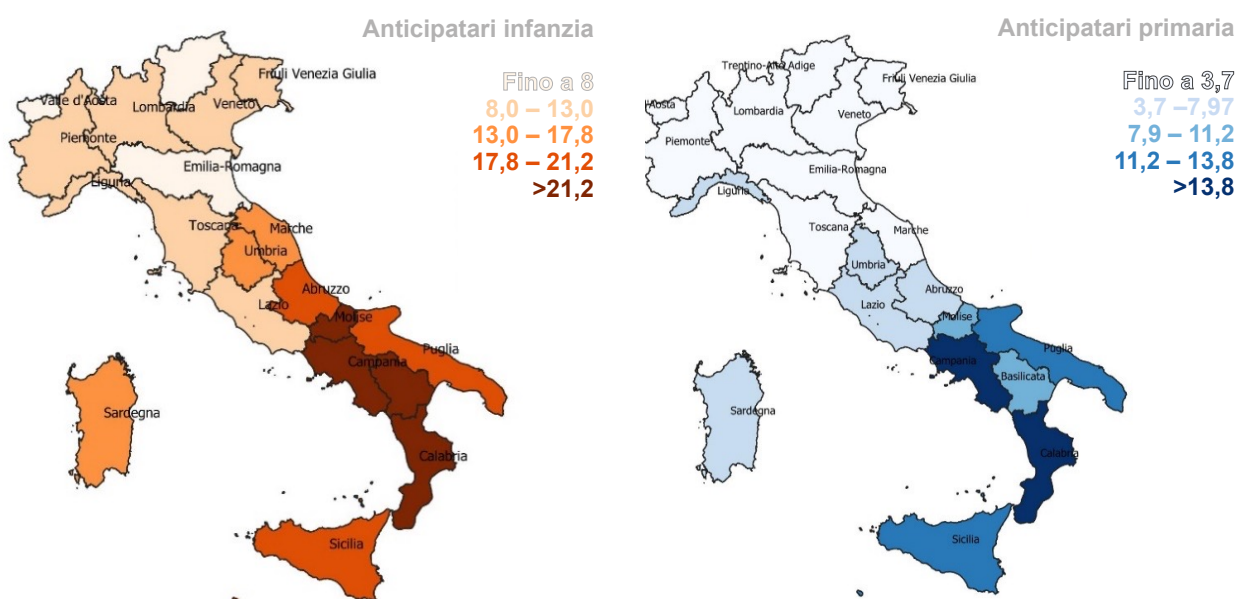 Anticipatari infanzia
Fino a 8
8,0 – 13,0
13,0 – 17,8
17,8 – 21,2
>21,2
Friuli Venezia Giulia
Valle d'Aosta
Lombardia
Veneto
Piemonte
Emilia-Romagna
Liguria
Toscana
Marche
Umbria
Abruzzo
Lazio
Molise
Puglia
Campania
Sardegna
Calabria
Sicilia
Anticipatari primaria
Fino a 3,7
3,7 –7,97
7,9 – 11,2
11,2 – 13,8
>13,8
Trentino-Alto Adige
Friuli Venezia Giulia
l'Aosta
Lombardia
Veneto
Piemonte
Emilia-Romagna
Liguria
Toscana
Marche
Umbria
Abruzzo
Lazio
Molise
Puglia
Campania
Basilicata
Sardegna
Calabria
Sicilia